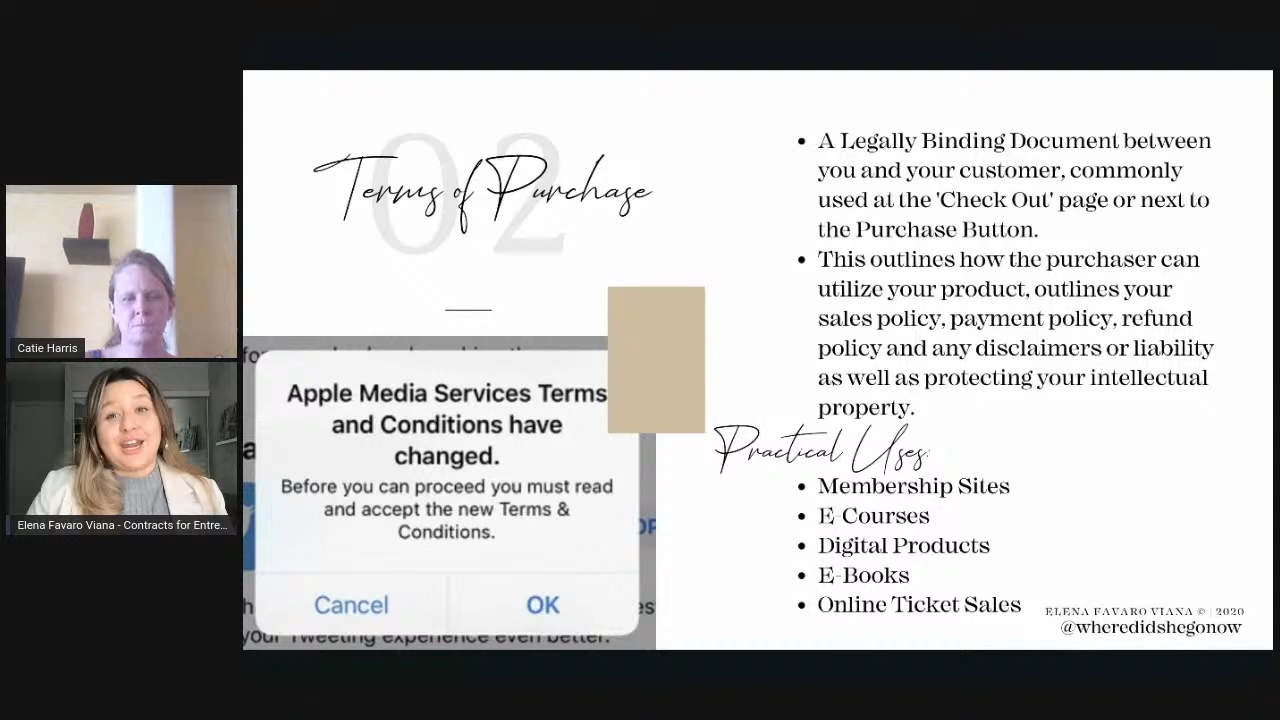 02
Terms of Purchase
A Legally Binding Document between
you and your customer, commonly
used at the 'Check Out' page or next to
the Purchase Button.
This outlines how the purchaser can
utilize your product, outlines your
sales policy, payment policy, refund
policy and any disclaimers or liability
as well as protecting your intellectual
property.
Practical Uses:
Membership Sites
E-Courses
Digital Products
E-Books
Online Ticket Sales
ELENA FAVARO VIANA © | 2020
@wheredidshegonow
Apple Media Services Terms
and Conditions have
changed.
Before you can proceed you must read
and accept the new Terms &
Conditions.
Cancel
OK
your Tweeting experience even better.
Catie Harris
Elena Favaro Viana - Contracts for Entre...